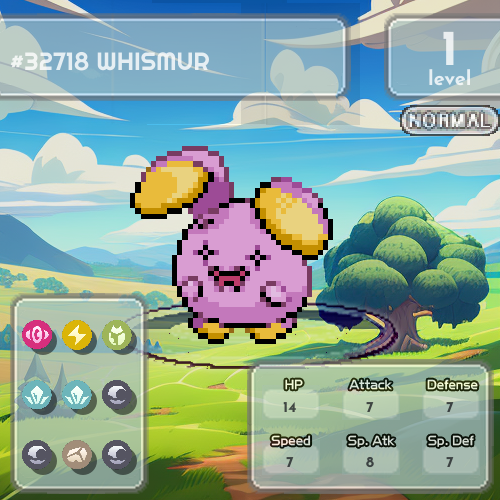 #32718 WHISMUR
1
level
NORMAL
HP Attack Defense
14 7 7
Speed Sp. Atk Sp. Def
7 8 7